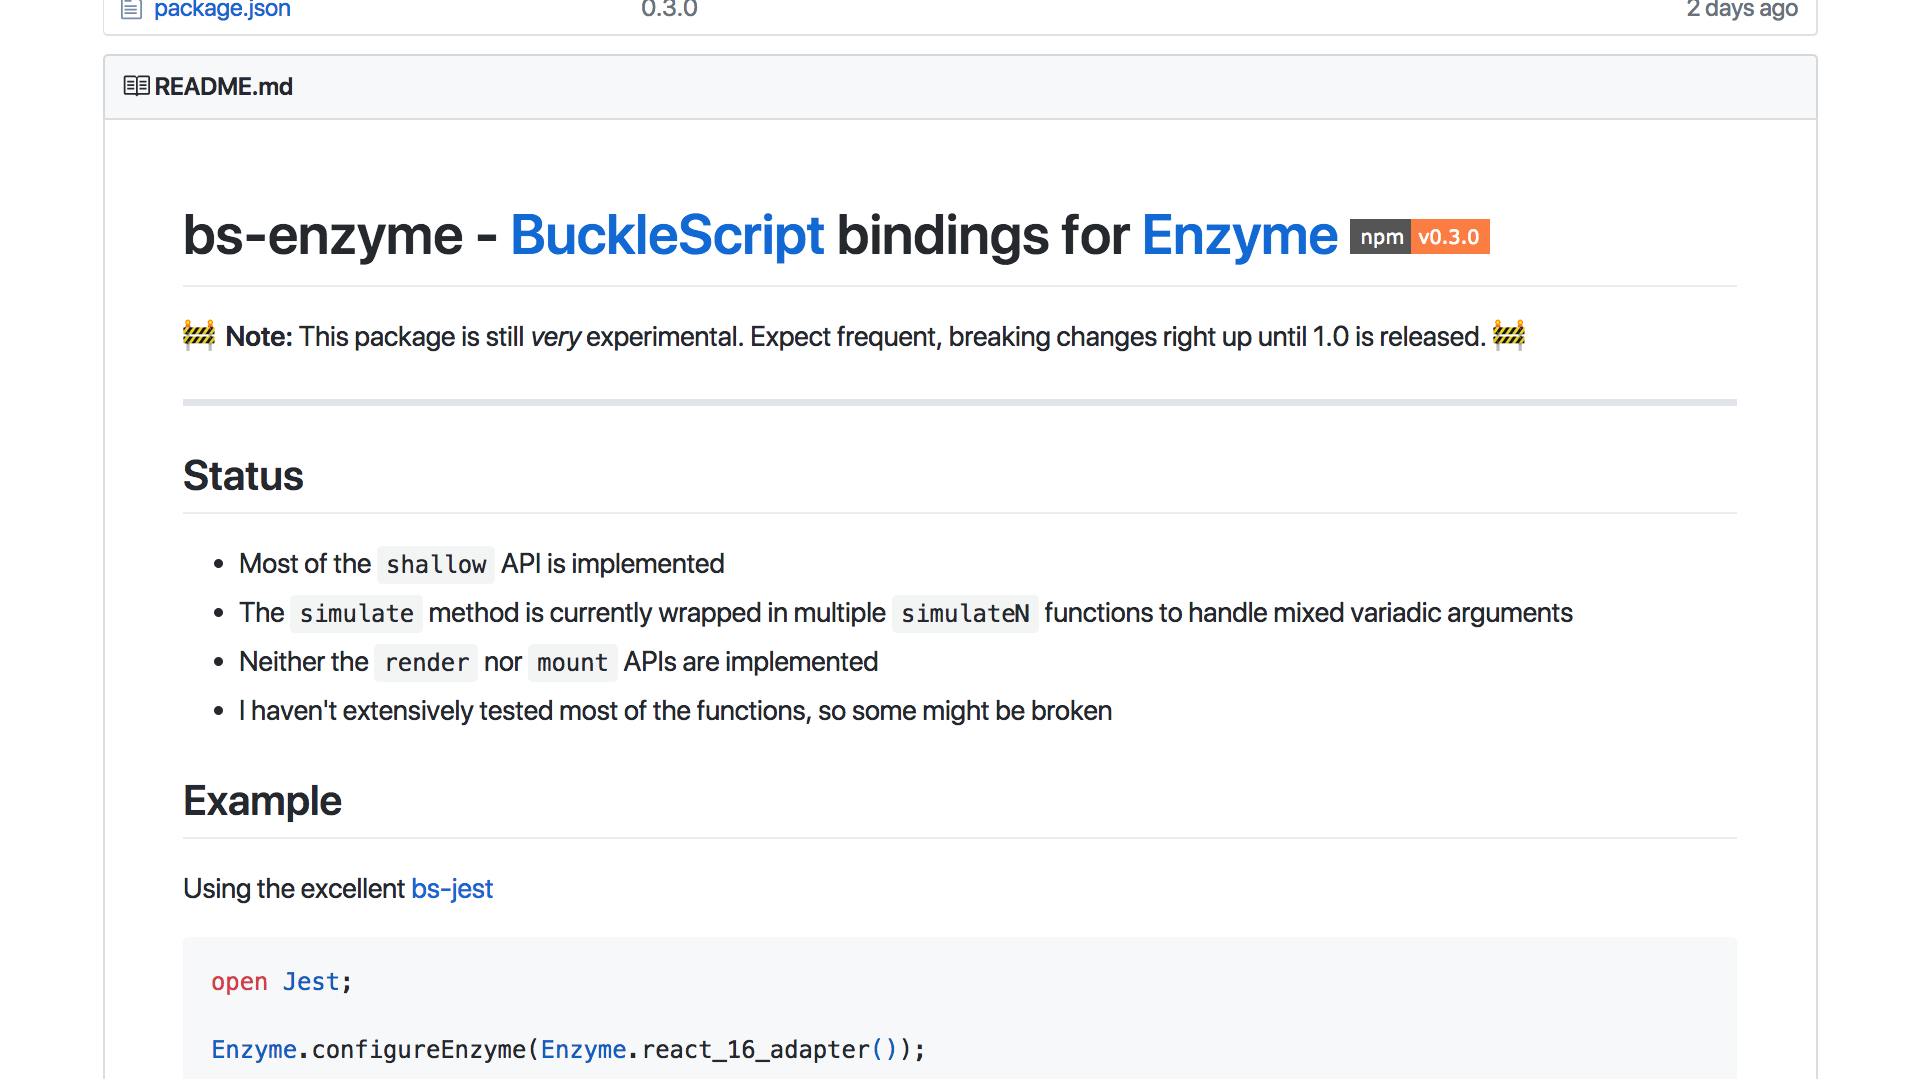 package.json 0.3.0 2 days ago
README.md
bs-enzyme - BuckleScript bindings for Enzyme npm v0.3.0
🚧 Note: This package is still very experimental. Expect frequent, breaking changes right up until 1.0 is released. 🚧
Status
• Most of the shallow API is implemented
• The simulate method is currently wrapped in multiple simulateN functions to handle mixed variadic arguments
• Neither the render nor mount APIs are implemented
• I haven't extensively tested most of the functions, so some might be broken
Example
Using the excellent bs-jest
open Jest;
Enzyme.configureEnzyme(Enzyme.react_16_adapter());